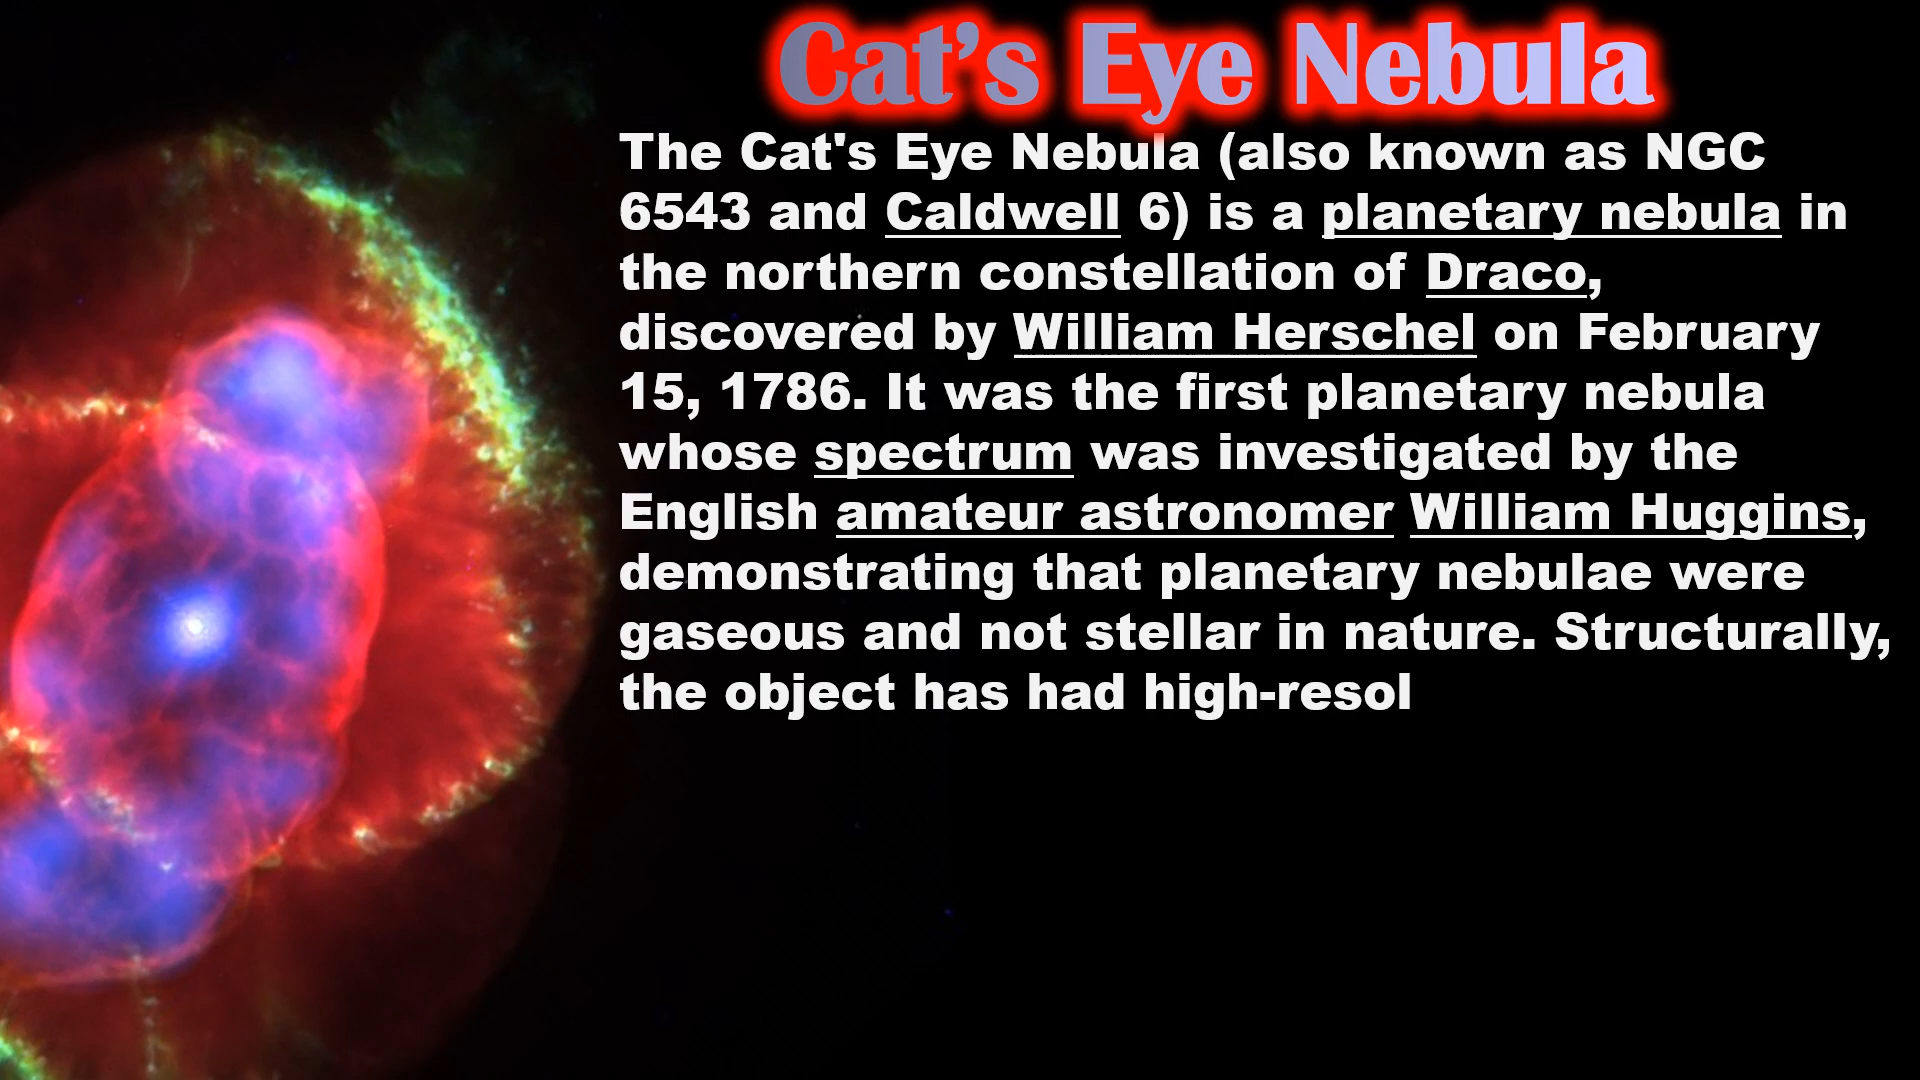 Cat’s Eye Nebula
The Cat's Eye Nebula (also known as NGC
6543 and Caldwell 6) is a planetary nebula in
the northern constellation of Draco,
discovered by William Herschel on February
15, 1786. It was the first planetary nebula
whose spectrum was investigated by the
English amateur astronomer William Huggins,
demonstrating that planetary nebulae were
gaseous and not stellar in nature. Structurally,
the object has had high-resol